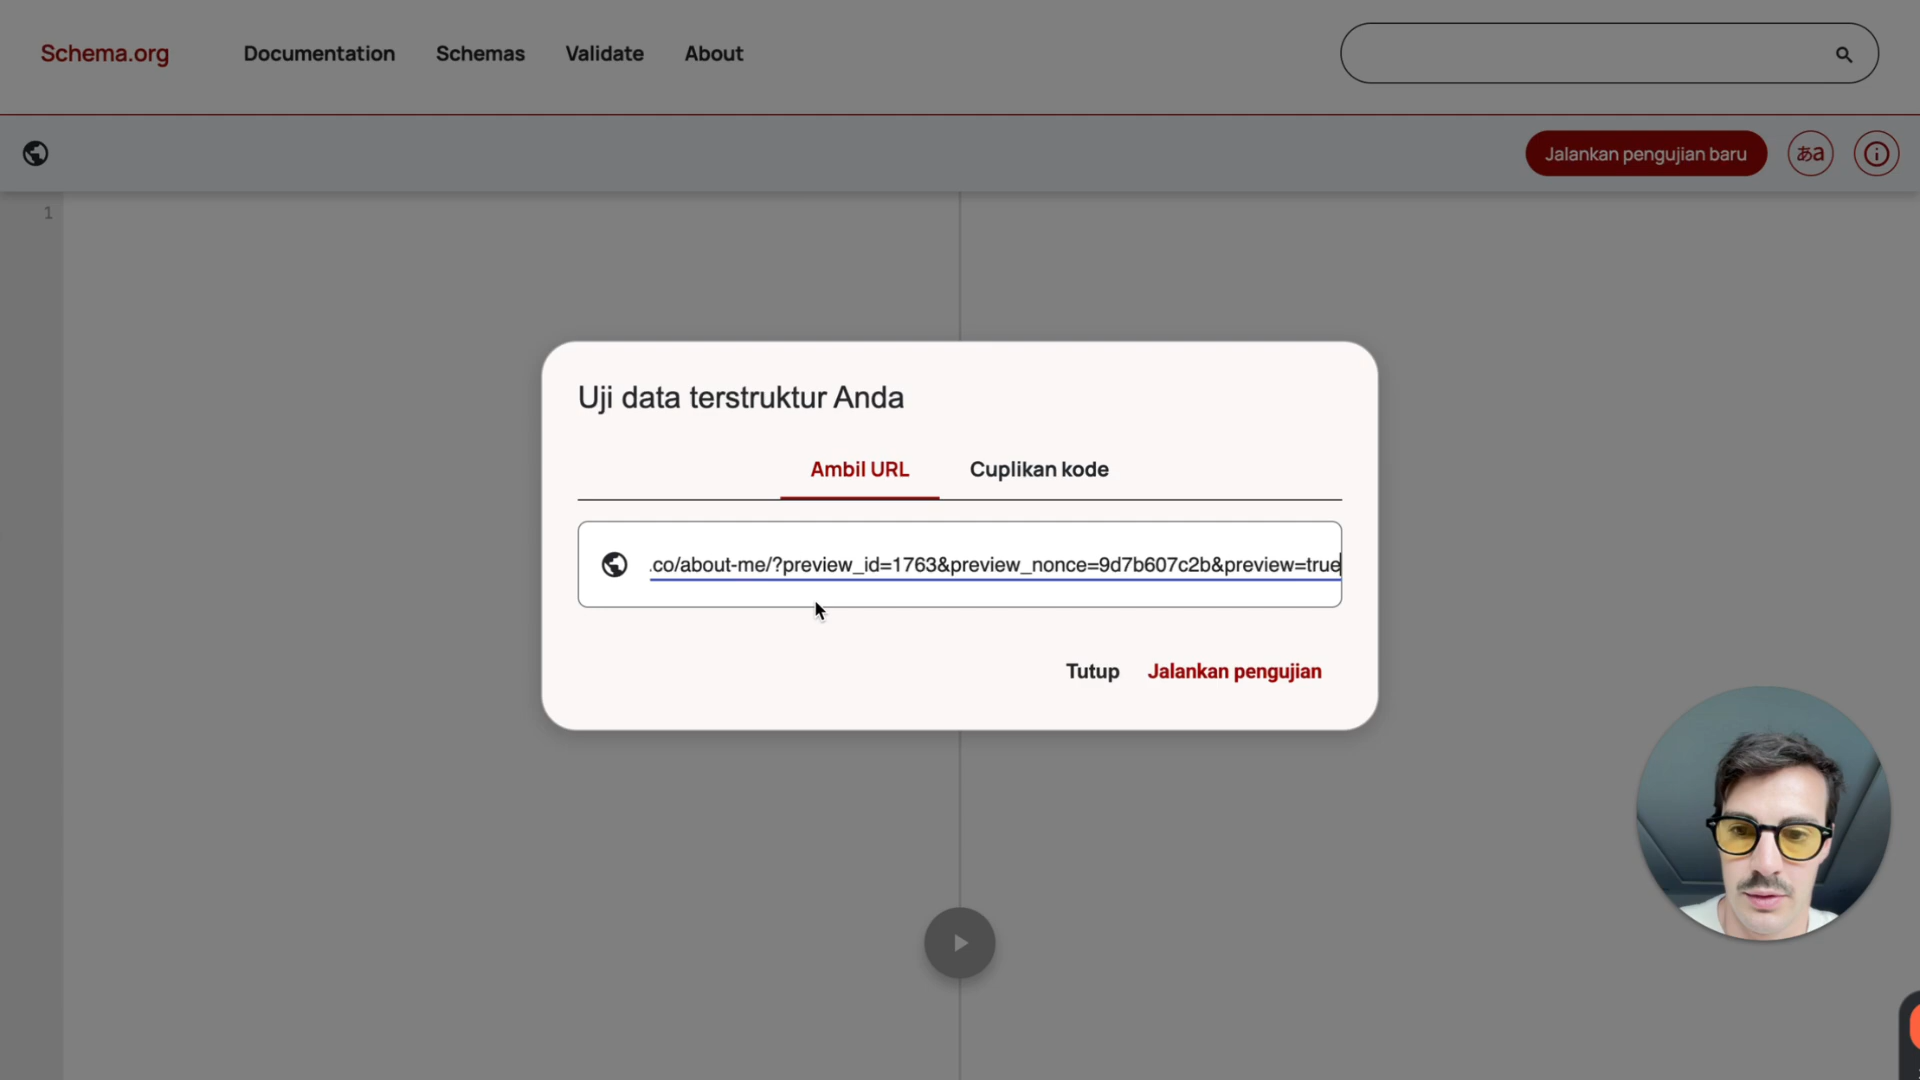 Schema.org
Documentation
Schemas
Validate
About
Jalankan pengujian baru
あa
1
Uji data terstruktur Anda
Ambil URL
Cuplikan kode
.co/about-me/?preview_id=1763&preview_nonce=9d7b607c2b&preview=true
Tutup
Jalankan pengujian